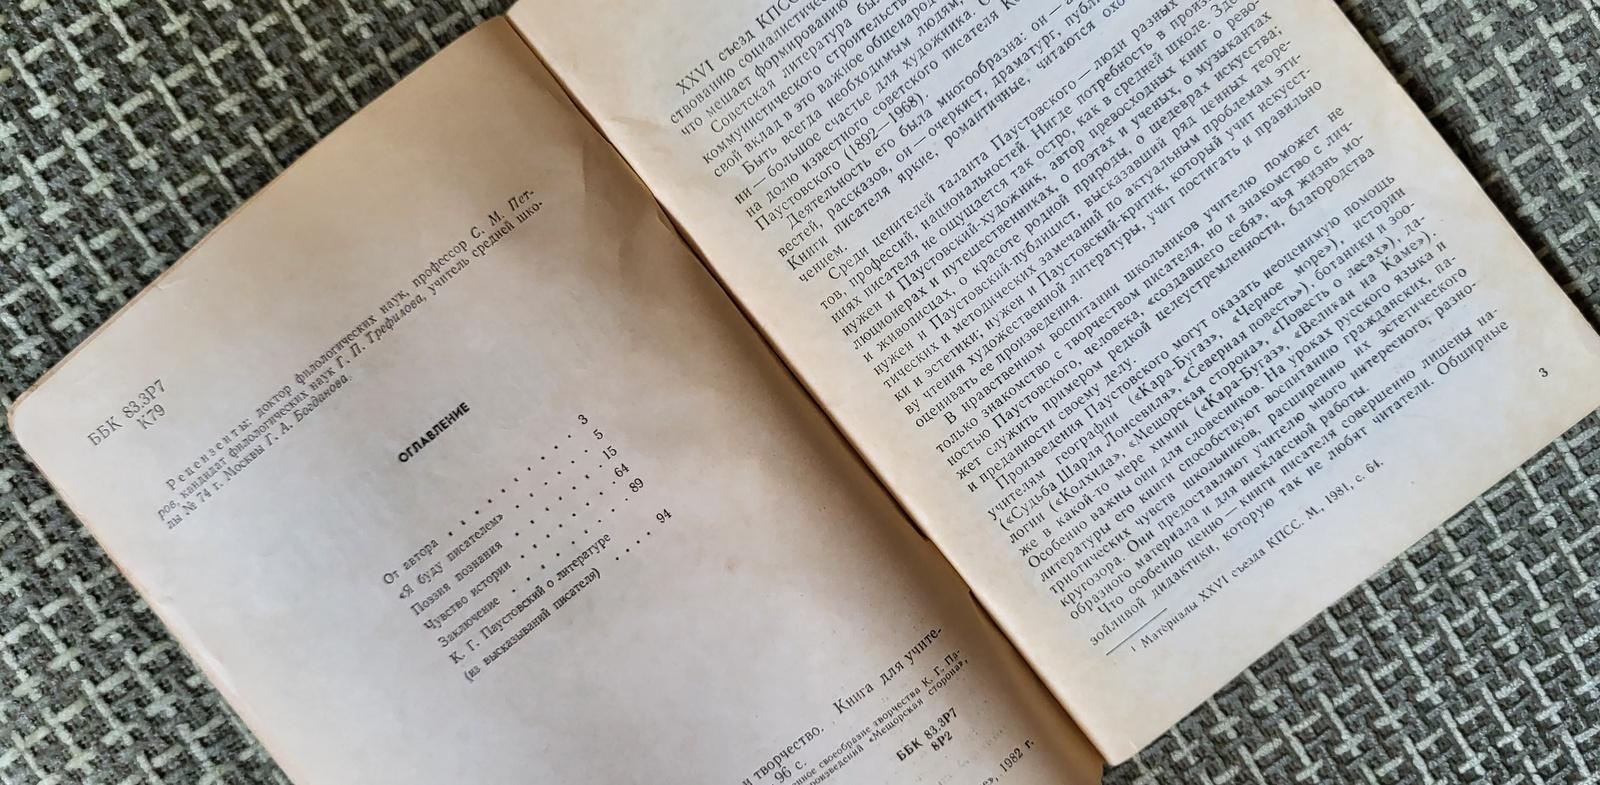 ББК 83.3Р7
К79
Рецензенты: доктор филологических наук, профессор С. М. Пет-
ров, кандидат филологических наук Г. П. Трефилова, учитель средней шко-
лы № 74 г. Москвы Г. А. Богданова.
ОГЛАВЛЕНИЕ
От автора . . . . . . . . 3
«Я буду писателем» . . . . . 5
Поэзия познания . . . . . . 15
Чувство истории . . . . . . 64
Заключение . . . . . . . . 89
К. Г. Паустовский о литературе
(из высказываний писателя) . . . . 94
и творчество. Книга для учите-
96 с.
нное своеобразие творчества К. Г. Па-
произведений «Мещорская сторона»,
ББК 83.3Р7
8Р2
», 1982 г.
XXVI съезд КПСС
ствованию социалистичес
что мешает формированию
Советская литература бы
коммунистического строительств
свой вклад в это важное общенарод
Быть всегда необходимым людям,
ни — большое счастье для художника. О
на долю известного советского писателя Ко
Паустовского (1892—1968).
Деятельность его была многообразна: он — а
вестей, рассказов, он — очеркист, драматург, публи
Книги писателя яркие, романтичные, читаются охо
чением.
Среди ценителей таланта Паустовского — люди разных
тов, профессий, национальностей. Нигде потребность в произ
ниях писателя не ощущается так остро, как в средней школе. Зде
нужен и Паустовский-художник, автор превосходных книг о рево-
люционерах и путешественниках, о поэтах и ученых, о музыкантах
и живописцах, о красоте родной природы, о шедеврах искусства;
нужен и Паустовский-публицист, высказавший ряд ценных теоре-
тических и методических замечаний по актуальным проблемам эти-
ки и эстетики; нужен и Паустовский-критик, который учит искусст-
ву чтения художественной литературы, учит постигать и правильно
оценивать ее произведения.
В нравственном воспитании школьников учителю поможет не
только знакомство с творчеством писателя, но и знакомство с лич-
ностью Паустовского, человека, «создавшего себя», чья жизнь мо-
жет служить примером редкой целеустремленности, благородства
и преданности своему делу.
Произведения Паустовского могут оказать неоценимую помощь
учителям географии («Кара-Бугаз», «Черное море»), истории
(«Судьба Шарля Лонсевиля» «Северная повесть»), ботаники и зоо-
логии («Колхида», «Мещорская сторона», «Повесть о лесах»), да-
же в какой-то мере химии («Кара-Бугаз», «Великан на Каме»).
Особенно важны они для словесников. На уроках русского языка и
литературы его книги способствуют воспитанию гражданских, па-
триотических чувств школьников, расширению их эстетического
кругозора. Они предоставляют учителю много интересного, разно-
образного материала и для внеклассной работы.
Что особенно ценно — книги писателя совершенно лишены на-
зойливой дидактики, которую так не любят читатели. Обширные
¹ Материалы XXVI съезда КПСС. М., 1981, с. 64.
3